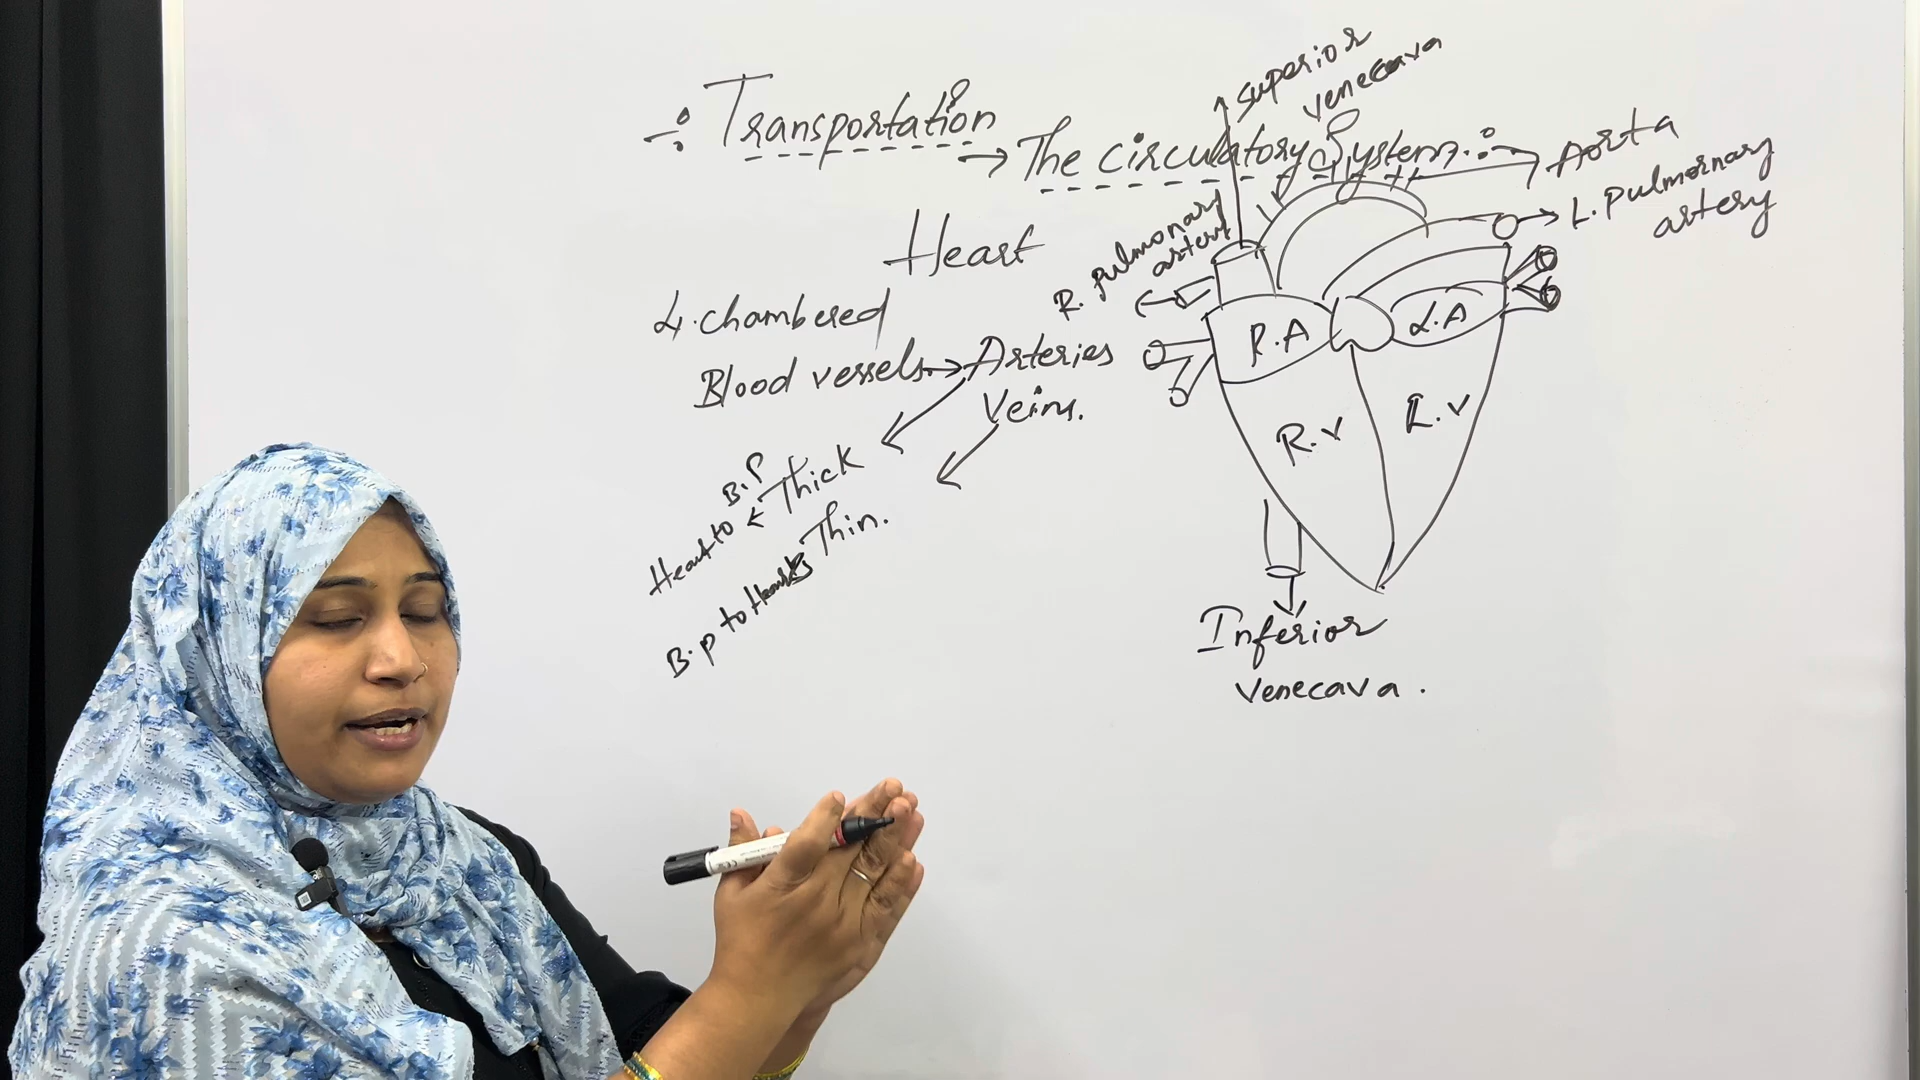 Transportation
→ The circulatory System :
Heart
4. chambered
Blood vessels → Arteries
Veins.
B.P
Heart to ← Thick
Thin.
B.P to Heart
superior
venecava
Aorta
L. pulmornary
artery
R. pulmonary
artery
R.A
L.A
R.V
L.V
Inferior
venecava.